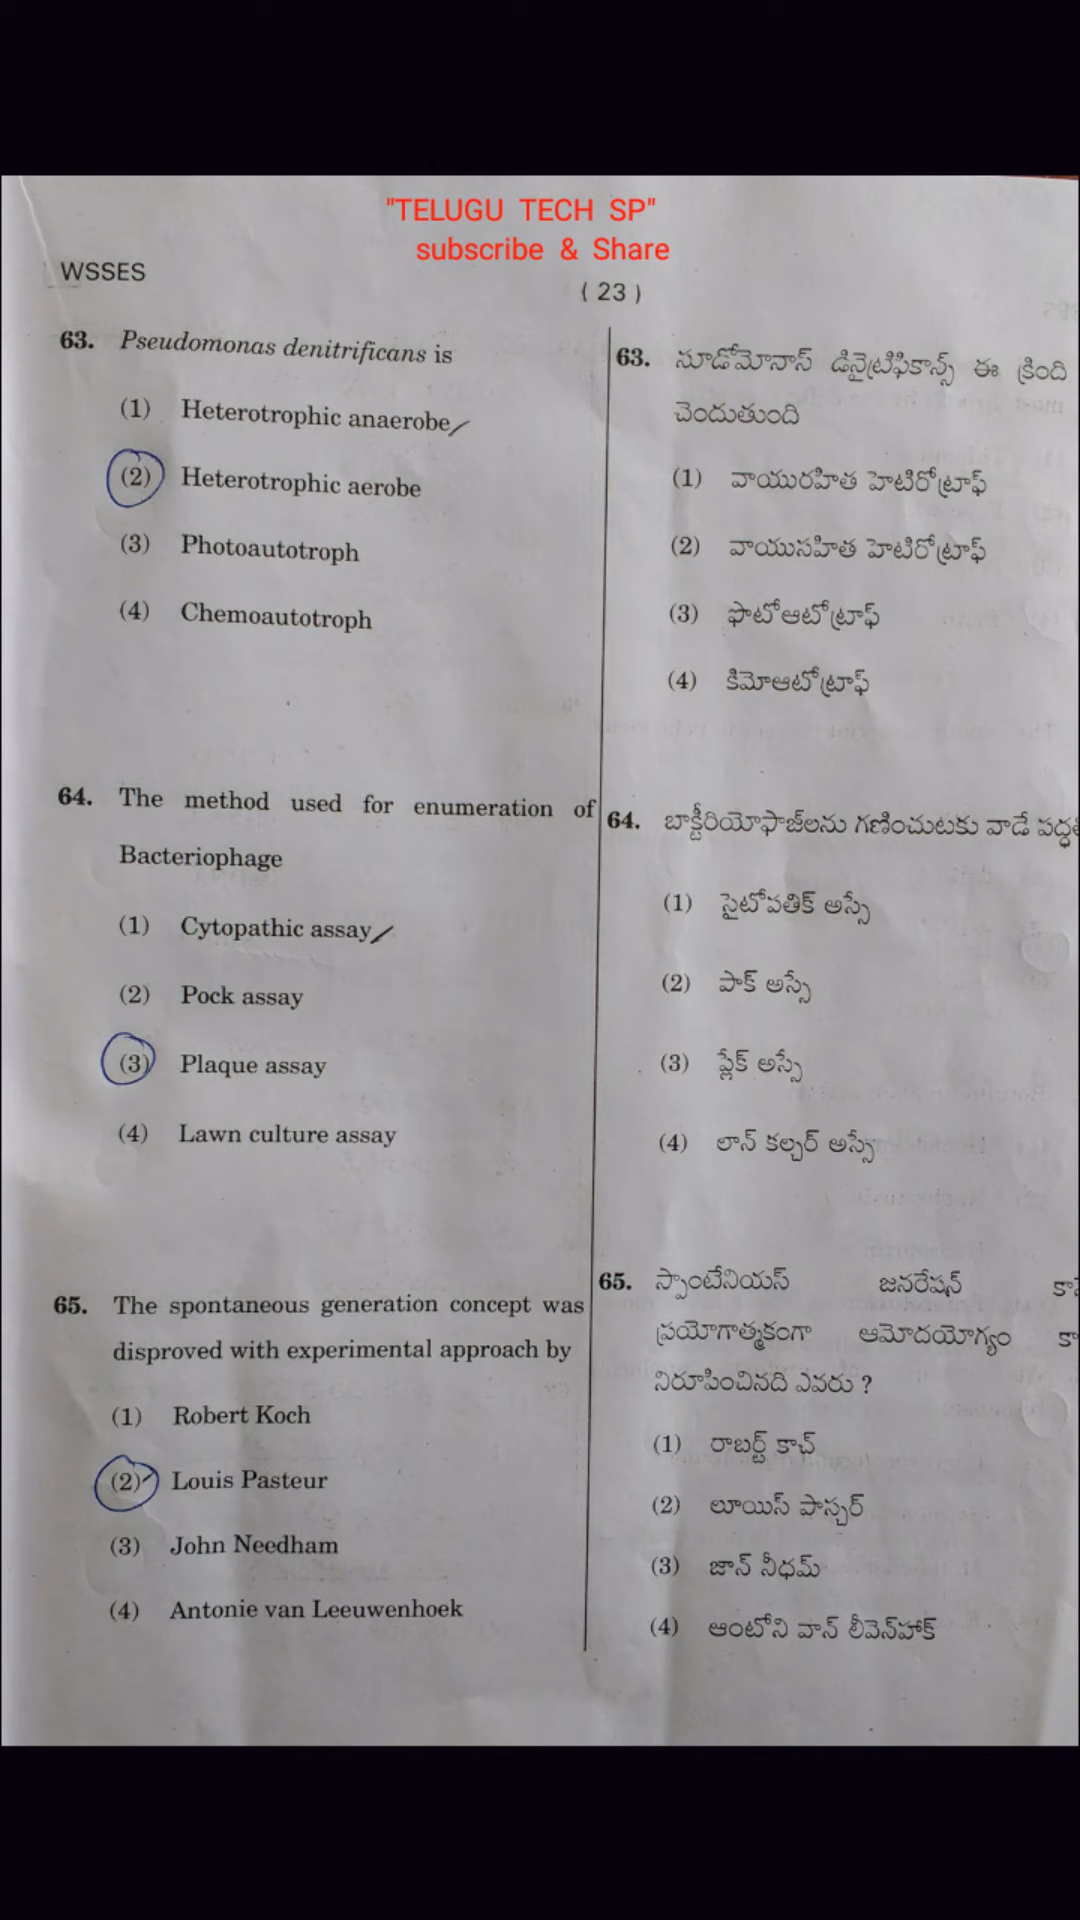 "TELUGU TECH SP"
subscribe & Share
WSSES
( 23 )
63. Pseudomonas denitrificans is
(1) Heterotrophic anaerobe
(2) Heterotrophic aerobe
(3) Photoautotroph
(4) Chemoautotroph
64. The method used for enumeration of
Bacteriophage
(1) Cytopathic assay
(2) Pock assay
(3) Plaque assay
(4) Lawn culture assay
65. The spontaneous generation concept was
disproved with experimental approach by
(1) Robert Koch
(2) Louis Pasteur
(3) John Needham
(4) Antonie van Leeuwenhoek
63. సూడోమోనాస్ డినైట్రిఫికాన్స్ ఈ క్రింది
చెందుతుంది
(1) వాయురహిత హెటిరోట్రాఫ్
(2) వాయుసహిత హెటిరోట్రాఫ్
(3) ఫొటోఆటోట్రాఫ్
(4) కిమోఆటోట్రాఫ్
64. బాక్టీరియోఫాజ్‌లను గణించుటకు వాడే
(1) సైటోపతిక్ అస్సే
(2) పాక్ అస్సే
(3) ప్లేక్ అస్సే
(4) లాన్ కల్చర్ అస్సే
65. స్పాంటేనియస్ జనరేషన్
ప్రయోగాత్మకంగా ఆమోదయోగ్యం
నిరూపించినది ఎవరు ?
(1) రాబర్ట్ కాచ్
(2) లూయిస్ పాస్చర్
(3) జాన్ నీధమ్
(4) ఆంటోని వాన్ లీవెన్‌హాక్